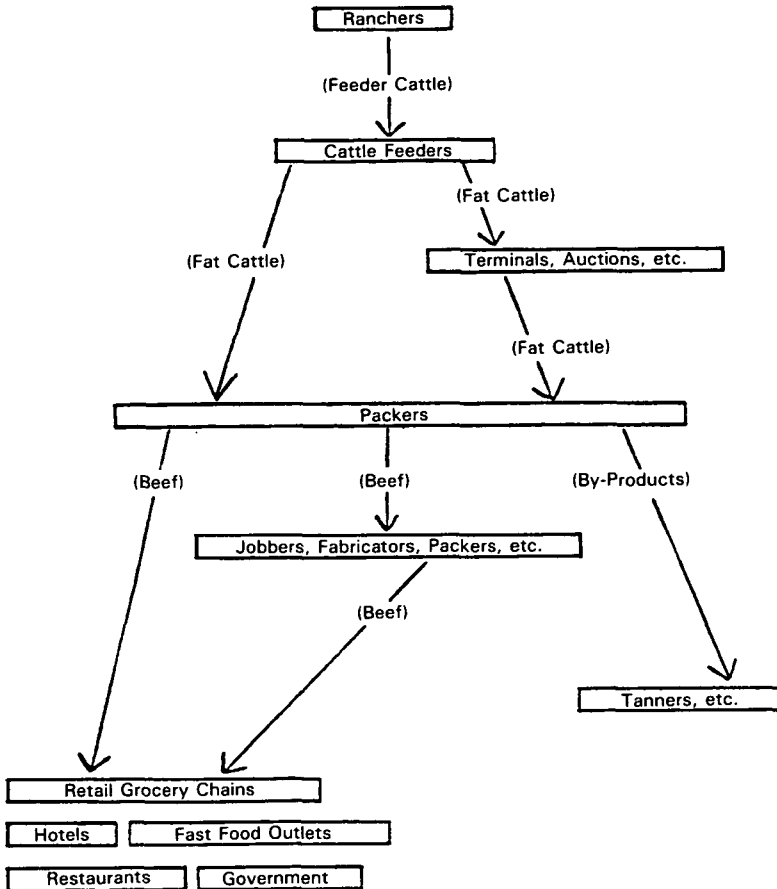 Ranchers
(Feeder Cattle)
Cattle Feeders
(Fat Cattle)
Terminals, Auctions, etc.
(Fat Cattle)
(Fat Cattle)
Packers
(Beef)
(Beef)
(By-Products)
Jobbers, Fabricators, Packers, etc.
(Beef)
Tanners, etc.
Retail Grocery Chains
Hotels
Fast Food Outlets
Restaurants
Government